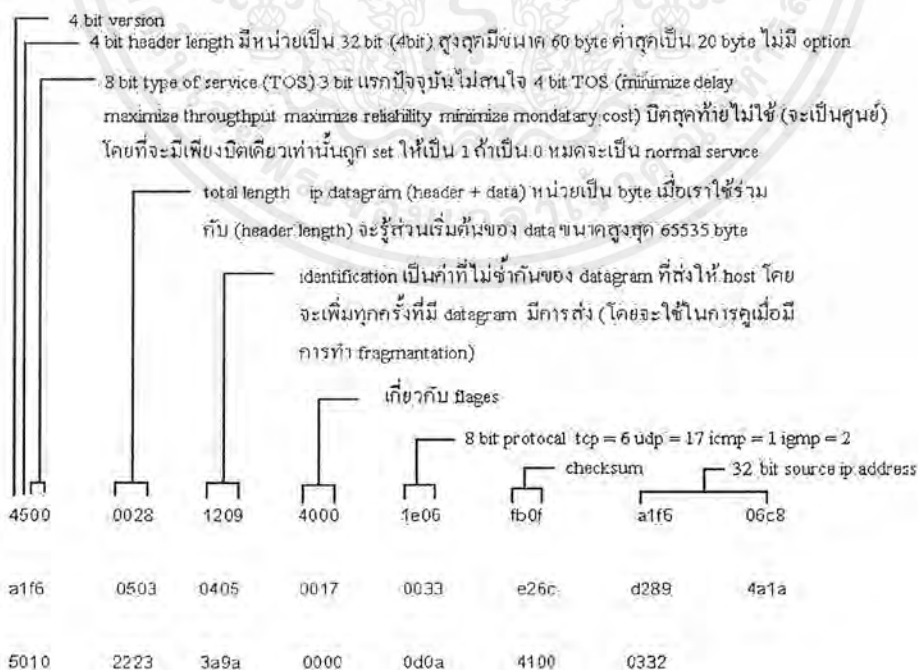 4 bit version
4 bit header length มีหน่วยเป็น 32 bit (4bit) สูงสุดมีขนาด 60 byte ต่ำสุดเป็น 20 byte ไม่มี option
8 bit type of service (TOS) 3 bit แรกปัจจุบันไม่สนใจ 4 bit TOS (minimize delay
maximize througthput maximize reliability minimize mondatary cost) บิตสุดท้ายไม่ใช้ (จะเป็นศูนย์)
โดยที่จะมีเพียงบิตเดียวเท่านั้นถูก set ให้เป็น 1 ถ้าเป็น 0 หมดจะเป็น normal service
total length ip datagram (header + data) หน่วยเป็น byte เมื่อเราใช้ร่วม
กับ (header length) จะรู้ส่วนเริ่มต้นของ data ขนาดสูงสุด 65535 byte
identification เป็นค่าที่ไม่ซ้ำกันของ datagram ที่ส่งให้ host โดย
จะเพิ่มทุกครั้งที่มี datagram มีการส่ง (โดยจะใช้ในการดูเมื่อมี
การทำ fragmantation)
เกี่ยวกับ flages
8 bit protocal tcp = 6 udp = 17 icmp = 1 igmp = 2
checksum 32 bit source ip address
4500 0028 1209 4000 1e06 fb0f a1f6 06c8
a1f6 0503 0405 0017 0033 e26c d289 4a1a
5010 2223 3a9a 0000 0d0a 4100 0332